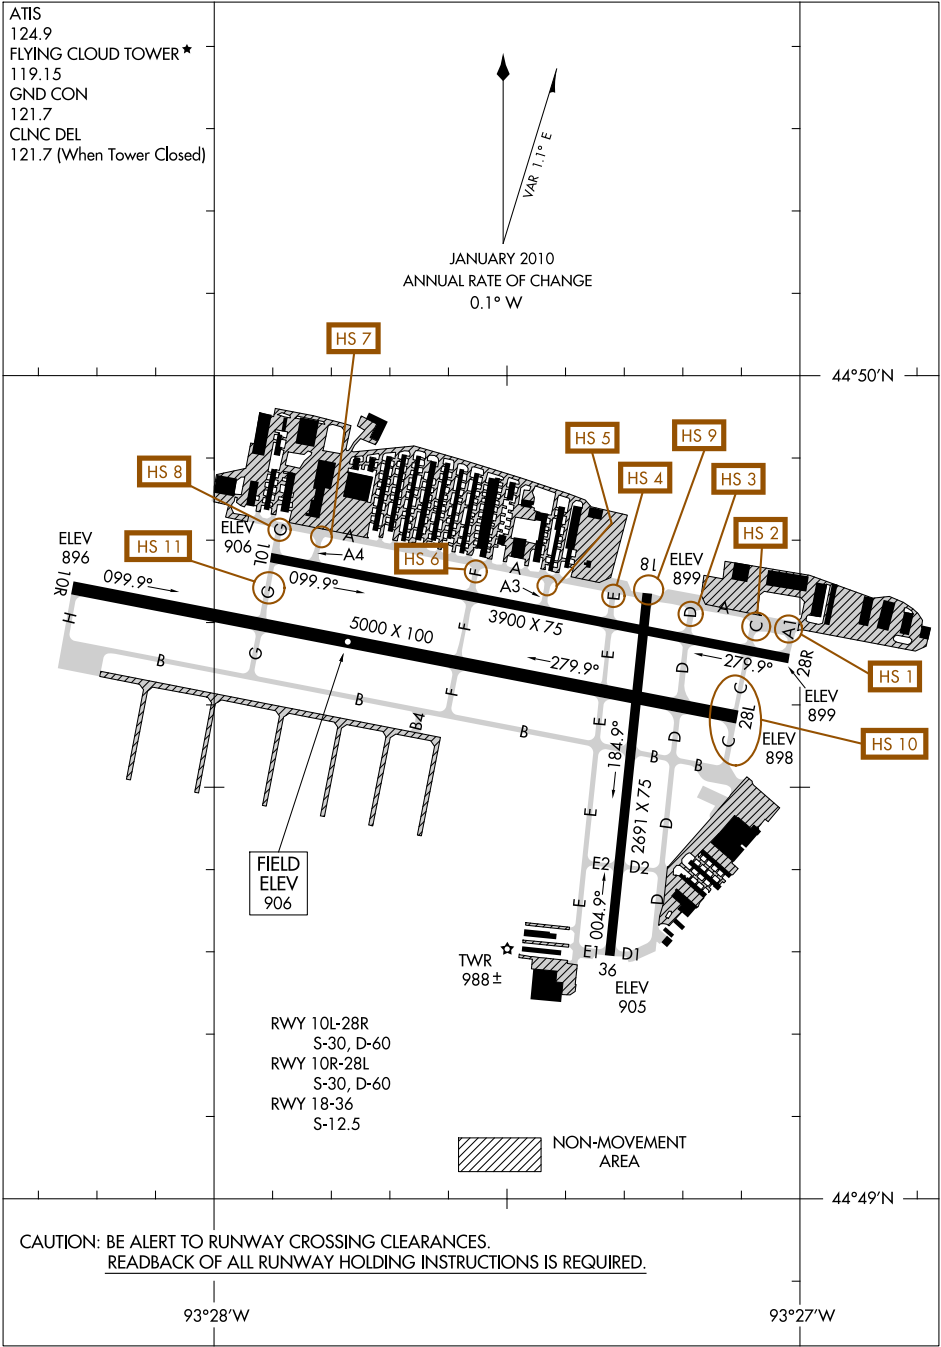 ATIS
124.9
FLYING CLOUD TOWER★
119.15
GND CON
121.7
CLNC DEL
121.7 (When Tower Closed)
VAR 1.1° E
JANUARY 2010
ANNUAL RATE OF CHANGE
0.1° W
HS 7
44°50'N
HS 5
HS 9
HS 8
HS 4
HS 3
HS 2
HS 11
HS 6
HS 1
HS 10
ELEV
896
ELEV
906
ELEV
899
ELEV
899
ELEV
898
G
A
A4
10L
10R
099.9°
G
099.9°
F
A
A3
E
18
D
C
A1
H
5000 X 100
3900 X 75
279.9°
279.9°
28R
F
E
D
C
28L
B
G
B
F
B4
B
E
D
C
B
B
184.9°
2691 X 75
E
D
E2
D2
004.9°
E
D
E1
D1
36
ELEV
905
FIELD
ELEV
906
TWR
988±
RWY 10L-28R
S-30, D-60
RWY 10R-28L
S-30, D-60
RWY 18-36
S-12.5
NON-MOVEMENT
AREA
44°49'N
CAUTION: BE ALERT TO RUNWAY CROSSING CLEARANCES.
READBACK OF ALL RUNWAY HOLDING INSTRUCTIONS IS REQUIRED.
93°28'W
93°27'W